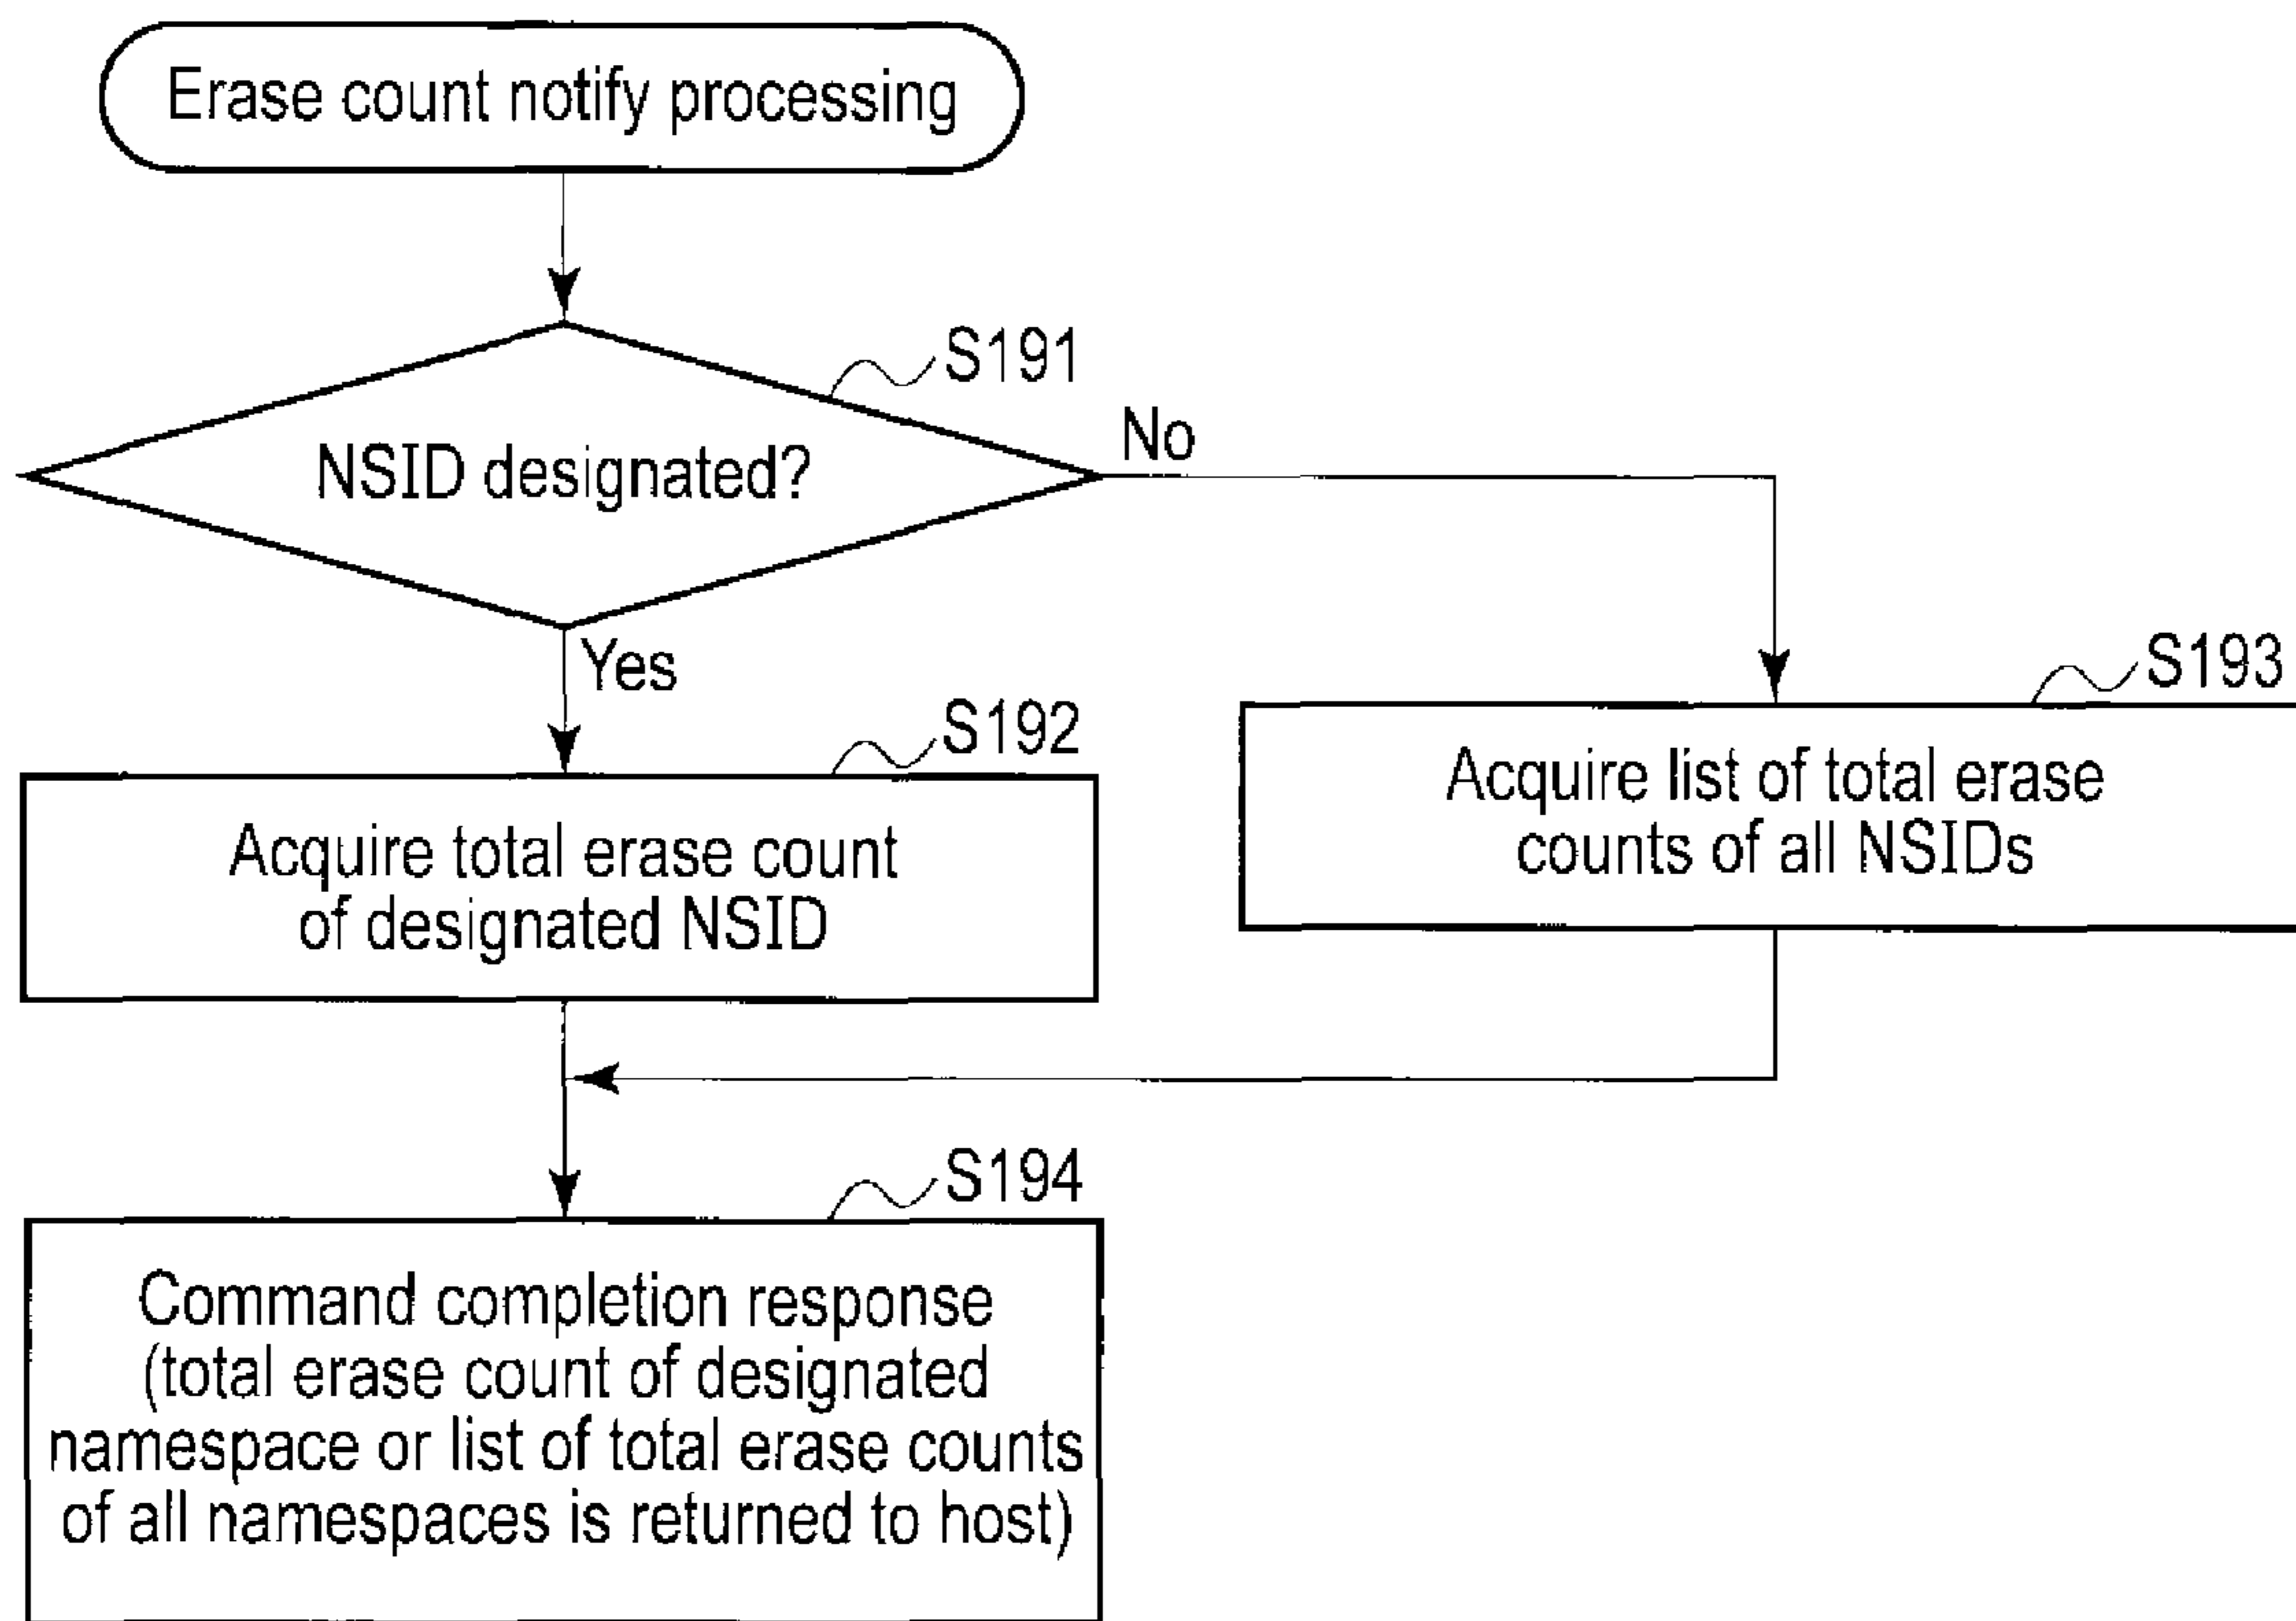 Erase count notify processing
S191
NSID designated?
No
Yes
S192
Acquire total erase count
of designated NSID
S193
Acquire list of total erase
counts of all NSIDs
S194
Command completion response
(total erase count of designated
namespace or list of total erase counts
of all namespaces is returned to host)